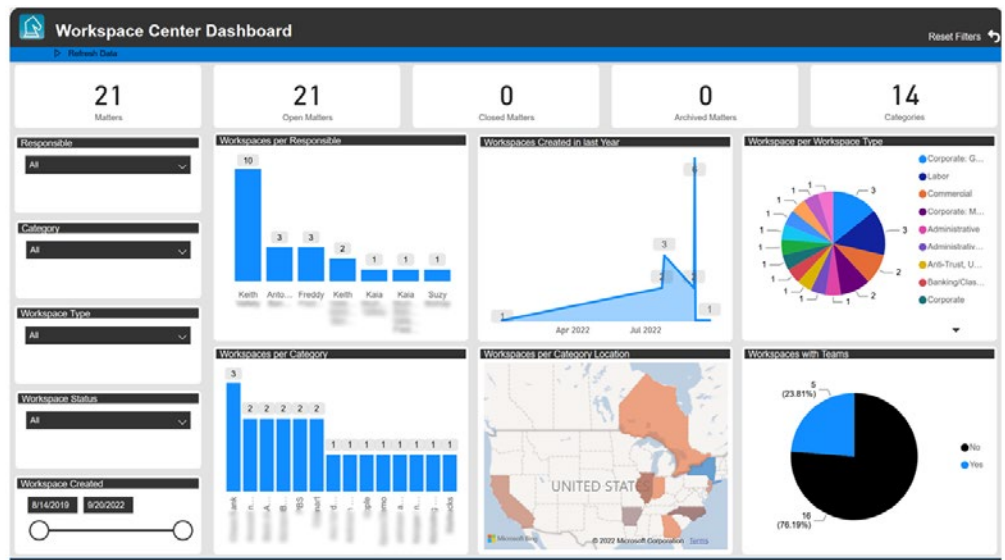 Workspace Center Dashboard
Reset Filters
Refresh Data
21
Matters
21
Open Matters
0
Closed Matters
0
Archived Matters
14
Categories
Responsible
All
Category
All
Workspace Type
All
Workspace Status
All
Workspace Created
8/14/2019 9/20/2022
Workspaces per Responsible
10
3
3
2
1
1
1
Keith Anto... Freddy Keith Kaia Kaia Suzy
Workspaces Created in last Year
1
3
2
6
2
1
Apr 2022 Jul 2022
Workspace per Workspace Type
3
3
2
2
1
1
1
1
1
1
1
1
1
1
1
Corporate: G...
Labor
Commercial
Corporate: M...
Administrative
Administrativ...
Anti-Trust, U...
Banking/Clas...
Corporate
Workspaces per Category
3
2 2 2 2 2
1 1 1 1 1 1 1 1
Workspaces per Category Location
UNITED STATES
Microsoft Bing
© 2022 Microsoft Corporation Terms
Workspaces with Teams
5
(23.81%)
16
(76.19%)
No
Yes